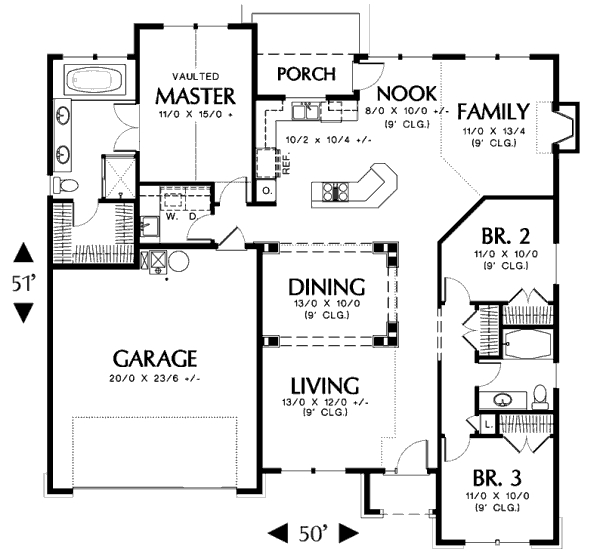 VAULTED
MASTER
11/0 X 15/0 +
PORCH
NOOK
8/0 X 10/0 +/-
(9' CLG.)
FAMILY
11/0 X 13/4
(9' CLG.)
10/2 x 10/4 +/-
REF.
O.
W. D.
BR. 2
11/0 X 10/0
(9' CLG.)
51'
DINING
13/0 X 10/0
(9' CLG.)
GARAGE
20/0 X 23/6 +/-
LIVING
13/0 X 12/0 +/-
(9' CLG.)
L.
BR. 3
11/0 X 10/0
(9' CLG.)
50'